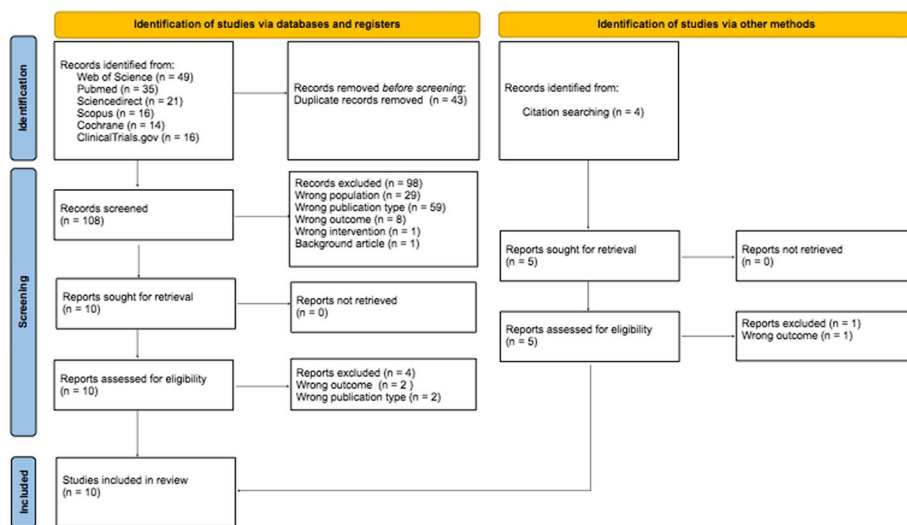 Identification of studies via databases and registers
Identification of studies via other methods
Identification
Records identified from:
Web of Science (n = 49)
Pubmed (n = 35)
Sciencedirect (n = 21)
Scopus (n = 16)
Cochrane (n = 14)
ClinicalTrials.gov (n = 16)
Records removed before screening:
Duplicate records removed (n = 43)
Records identified from:
Citation searching (n = 4)
Screening
Records screened
(n = 108)
Records excluded (n = 98)
Wrong population (n = 29)
Wrong publication type (n = 59)
Wrong outcome (n = 8)
Wrong intervention (n = 1)
Background article (n = 1)
Reports sought for retrieval
(n = 10)
Reports not retrieved
(n = 0)
Reports sought for retrieval
(n = 5)
Reports not retrieved
(n = 0)
Reports assessed for eligibility
(n = 10)
Reports excluded (n = 4)
Wrong outcome (n = 2 )
Wrong publication type (n = 2)
Reports assessed for eligibility
(n = 5)
Reports excluded (n = 1)
Wrong outcome (n = 1)
Included
Studies included in review
(n = 10)